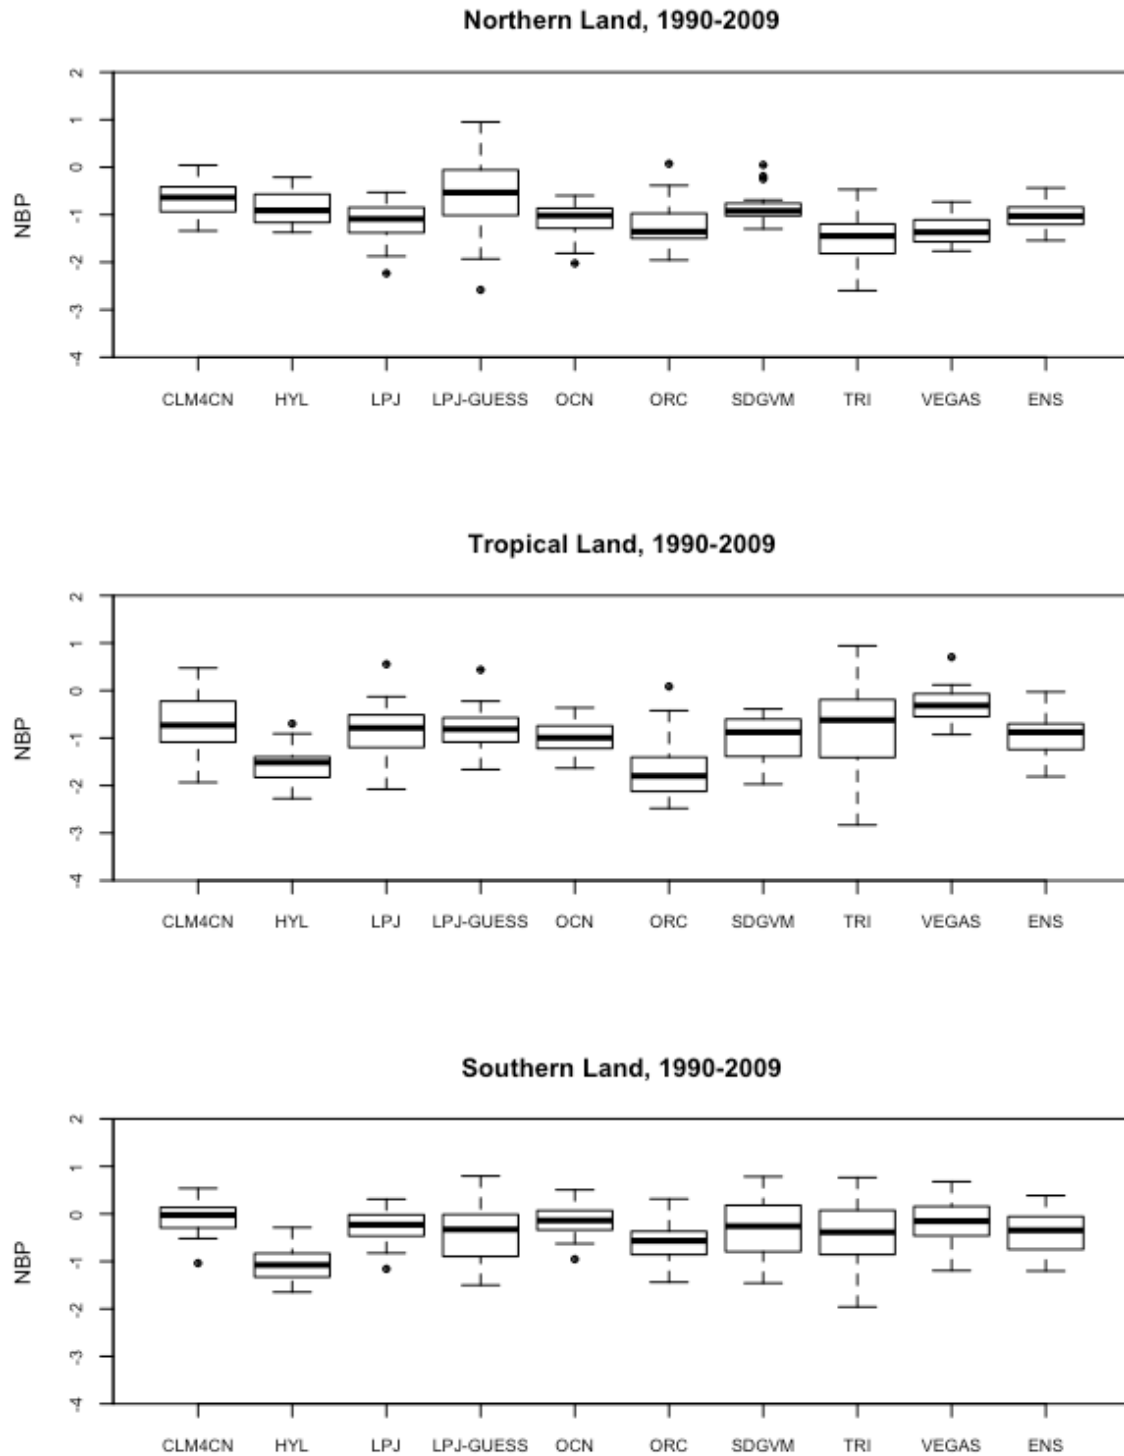 Northern Land, 1990-2009
2
1
0
-1
-2
-3
-4
NBP
CLM4CN HYL LPJ LPJ-GUESS OCN ORC SDGVM TRI VEGAS ENS
Tropical Land, 1990-2009
2
1
0
-1
-2
-3
-4
NBP
CLM4CN HYL LPJ LPJ-GUESS OCN ORC SDGVM TRI VEGAS ENS
Southern Land, 1990-2009
2
1
0
-1
-2
-3
-4
NBP
CLM4CN HYL LPJ LPJ-GUESS OCN ORC SDGVM TRI VEGAS ENS